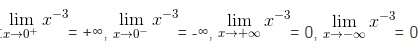 lim x→0⁺ x⁻³ = +∞, lim x→0⁻ x⁻³ = -∞, lim x→+∞ x⁻³ = 0, lim x→−∞ x⁻³ = 0